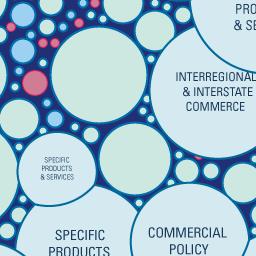 PRO
& SE
INTERREGIONAL
& INTERSTATE
COMMERCE
SPECIFIC
PRODUCTS
& SERVICES
SPECIFIC
PRODUCTS
COMMERCIAL
POLICY